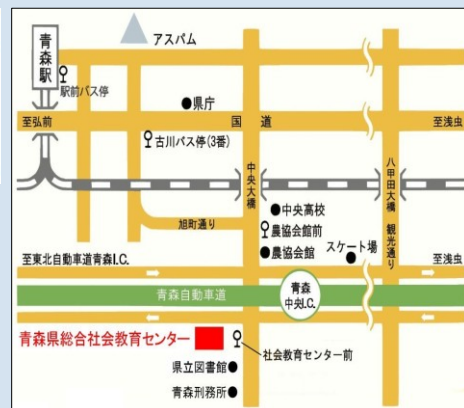 アスパム
青森駅
駅前バス停
県庁
至弘前
国道
至浅虫
古川バス停(3番)
中央大橋
八甲田大橋 観光通り
中央高校
旭町通り
農協会館前
農協会館
スケート場
至東北自動車道青森I.C.
至浅虫
青森自動車道
青森
中央I.C.
青森県総合社会教育センター
社会教育センター前
県立図書館
青森刑務所